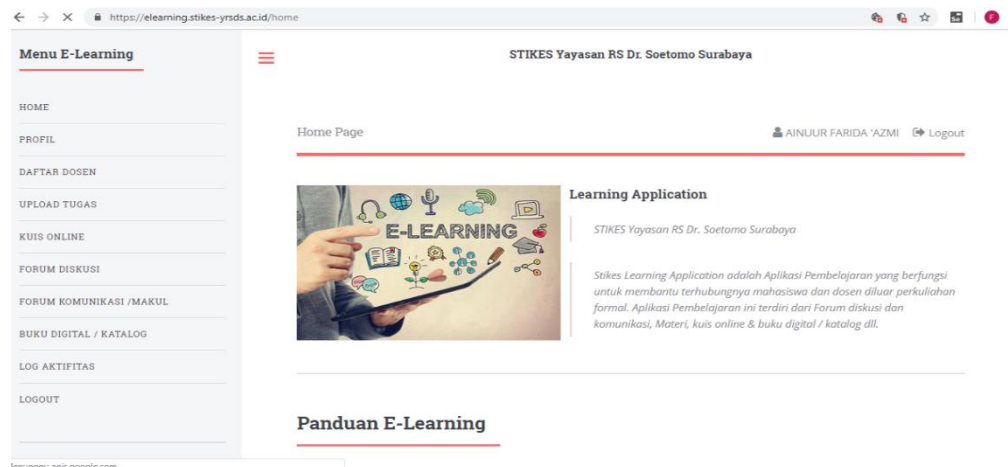 https://elearning.stikes-yrsds.ac.id/home
Menu E-Learning
HOME
PROFIL
DAFTAR DOSEN
UPLOAD TUGAS
KUIS ONLINE
FORUM DISKUSI
FORUM KOMUNIKASI /MAKUL
BUKU DIGITAL / KATALOG
LOG AKTIFITAS
LOGOUT
STIKES Yayasan RS Dr. Soetomo Surabaya
Home Page
AINUUR FARIDA 'AZMI
Logout
E-LEARNING
Learning Application
STIKES Yayasan RS Dr. Soetomo Surabaya
Stikes Learning Application adalah Aplikasi Pembelajaran yang berfungsi
untuk membantu terhubungnya mahasiswa dan dosen diluar perkuliahan
formal. Aplikasi Pembelajaran ini terdiri dari Forum diskusi dan
komunikasi, Materi, kuis online & buku digital / katalog dll.
Panduan E-Learning